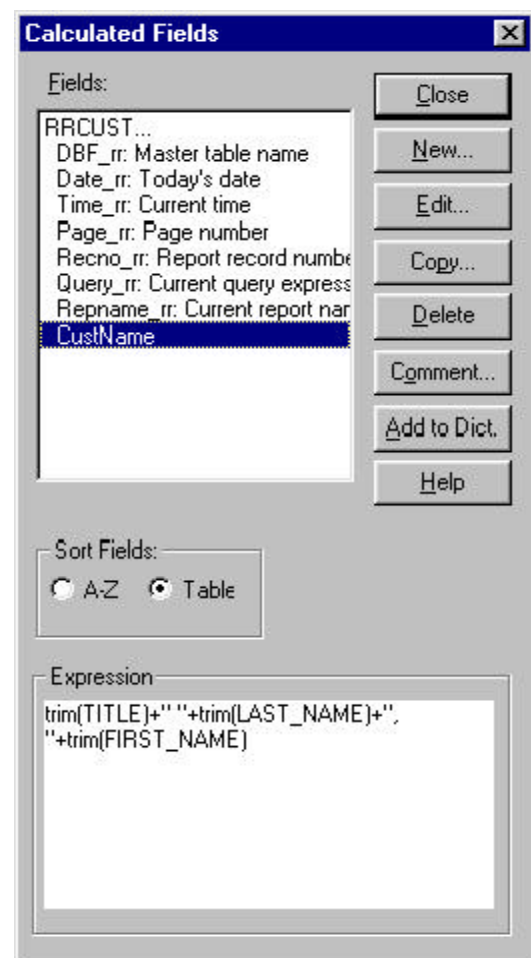 Calculated Fields
Fields:
RRCUST...
DBF_rr: Master table name
Date_rr: Today's date
Time_rr: Current time
Page_rr: Page number
Recno_rr: Report record numbe
Query_rr: Current query express
Repname_rr: Current report nar
CustName
Close
New...
Edit...
Copy...
Delete
Comment...
Add to Dict.
Help
Sort Fields:
A-Z Table
Expression
trim(TITLE)+" "+trim(LAST_NAME)+",
"+trim(FIRST_NAME)